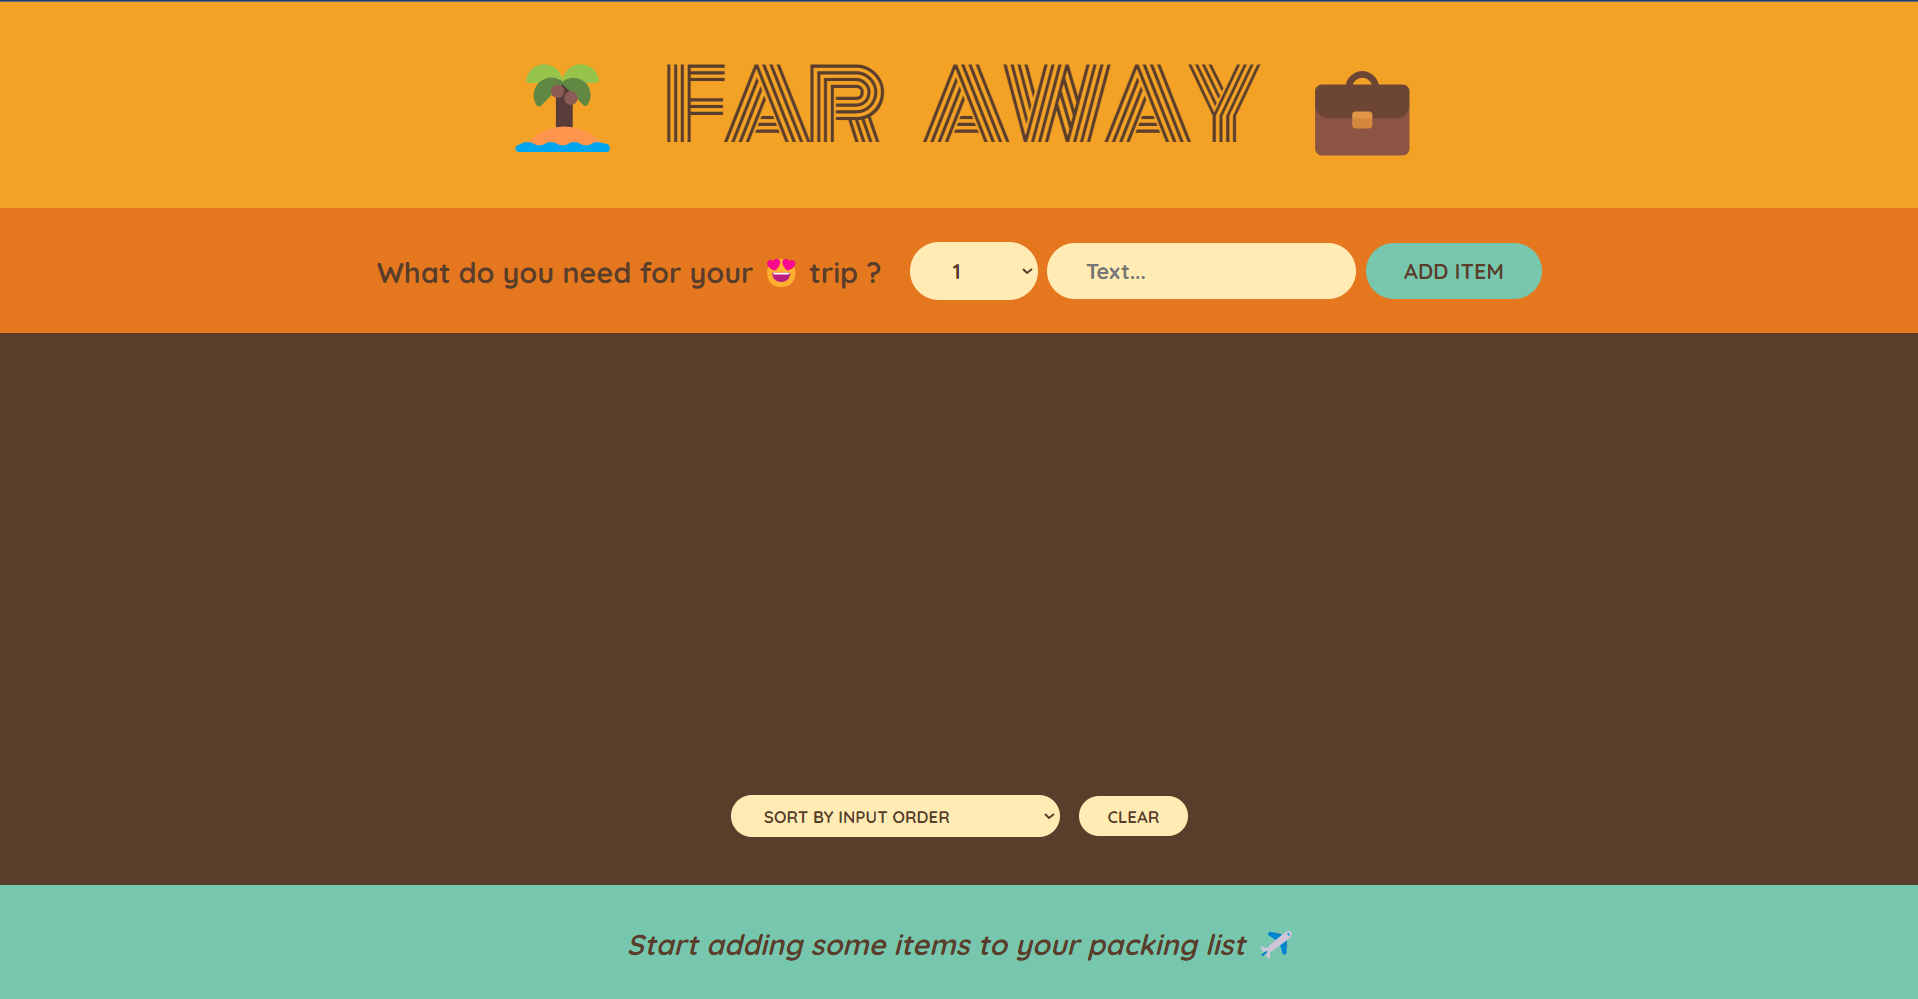 FAR AWAY
What do you need for your 😍 trip ? 1 Text... ADD ITEM
SORT BY INPUT ORDER CLEAR
Start adding some items to your packing list ✈️